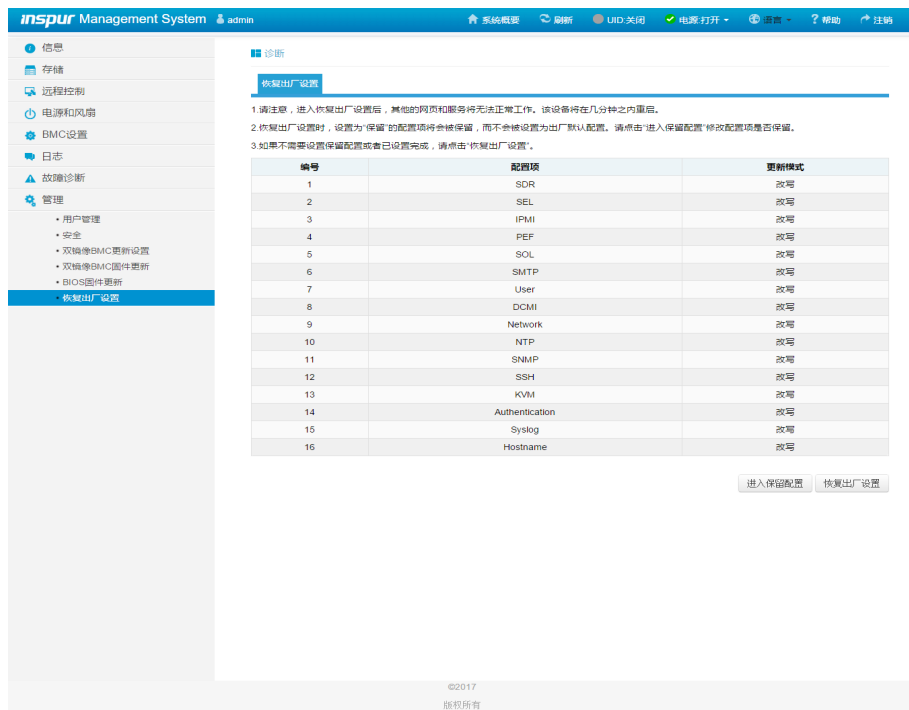 inspur Management System admin 系统概要 刷新 UID:关闭 电源:打开 语言 帮助 注销
信息
存储
远程控制
电源和风扇
BMC设置
日志
故障诊断
管理
• 用户管理
• 安全
• 双镜像BMC更新设置
• 双镜像BMC固件更新
• BIOS固件更新
• 恢复出厂设置
诊断
恢复出厂设置
1.请注意，进入恢复出厂设置后，其他的网页和服务将无法正常工作。该设备将在几分钟之内重启。
2.恢复出厂设置时，设置为“保留”的配置项将会被保留，而不会被设置为出厂默认配置。请点击“进入保留配置”修改配置项是否保留。
3.如果不需要设置保留配置或者已设置完成，请点击“恢复出厂设置”。
编号 配置项 更新模式
1 SDR 改写
2 SEL 改写
3 IPMI 改写
4 PEF 改写
5 SOL 改写
6 SMTP 改写
7 User 改写
8 DCMI 改写
9 Network 改写
10 NTP 改写
11 SNMP 改写
12 SSH 改写
13 KVM 改写
14 Authentication 改写
15 Syslog 改写
16 Hostname 改写
进入保留配置 恢复出厂设置
©2017
版权所有